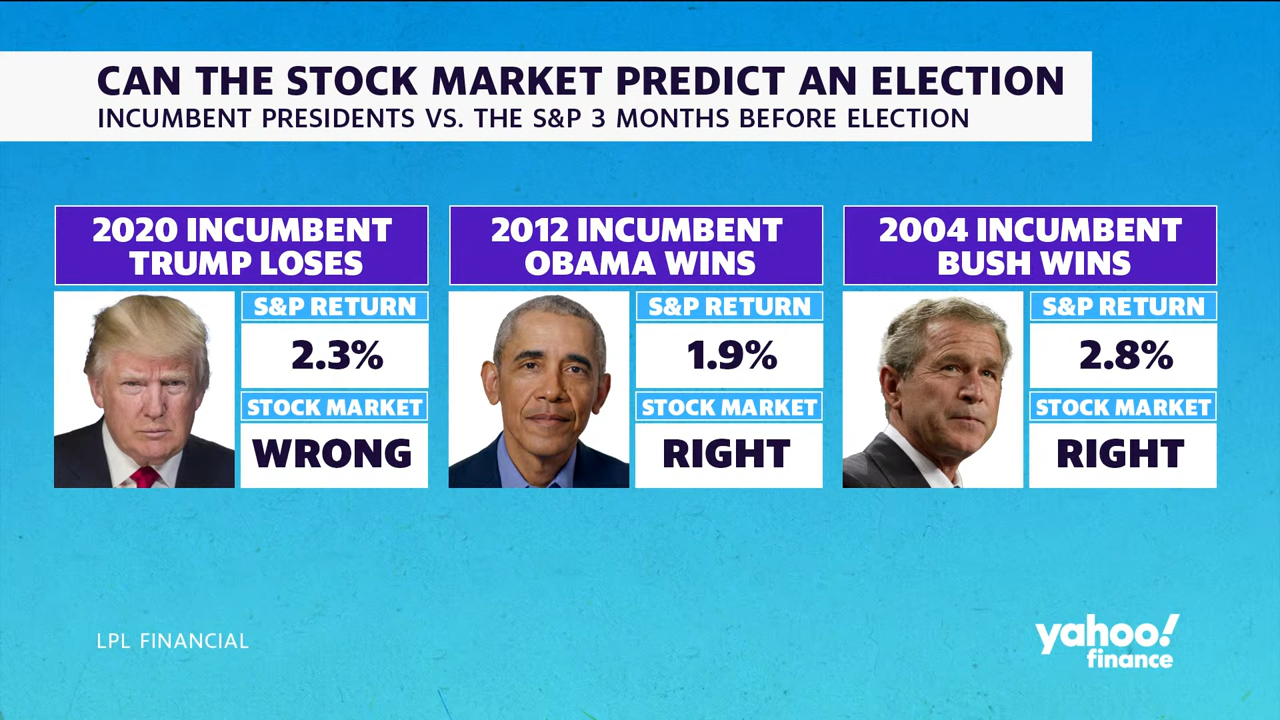 CAN THE STOCK MARKET PREDICT AN ELECTION
INCUMBENT PRESIDENTS VS. THE S&P 3 MONTHS BEFORE ELECTION
2020 INCUMBENT
TRUMP LOSES
S&P RETURN
2.3%
STOCK MARKET
WRONG
2012 INCUMBENT
OBAMA WINS
S&P RETURN
1.9%
STOCK MARKET
RIGHT
2004 INCUMBENT
BUSH WINS
S&P RETURN
2.8%
STOCK MARKET
RIGHT
LPL FINANCIAL
yahoo!
finance